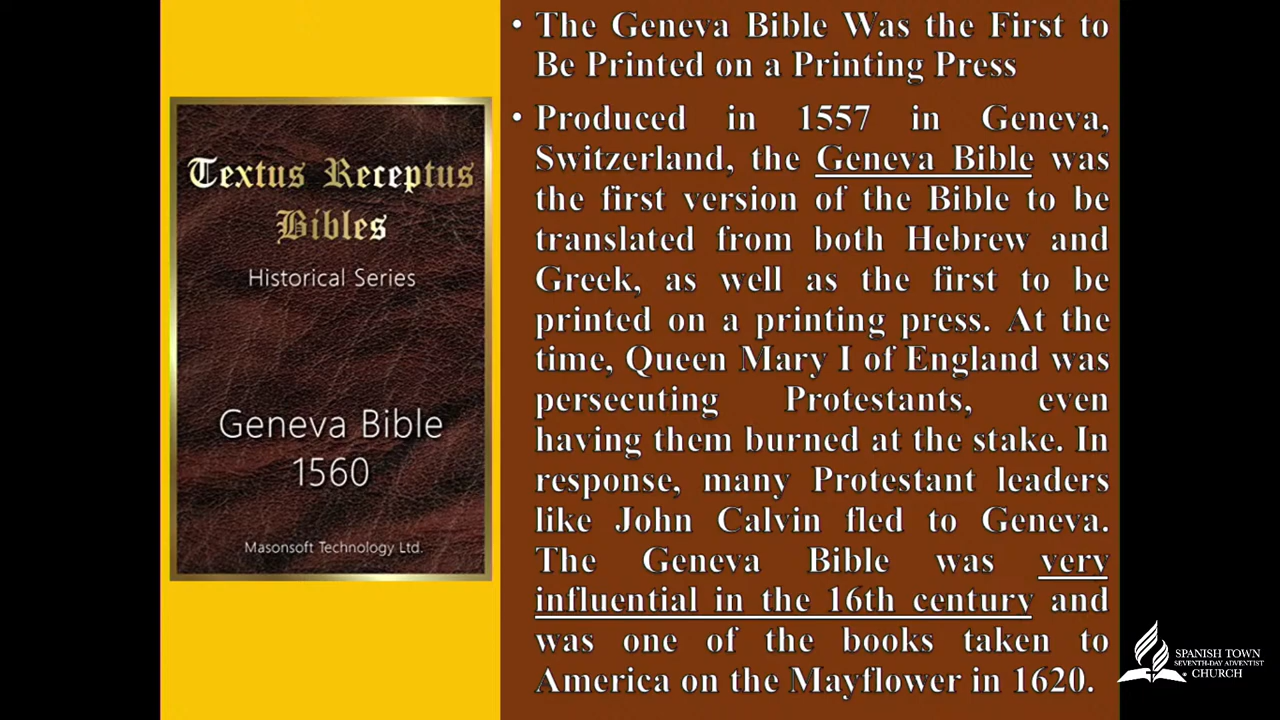 Textus Receptus
Bibles
Historical Series
Geneva Bible
1560
Masonsoft Technology Ltd.
• The Geneva Bible Was the First to
Be Printed on a Printing Press
• Produced in 1557 in Geneva,
Switzerland, the Geneva Bible was
the first version of the Bible to be
translated from both Hebrew and
Greek, as well as the first to be
printed on a printing press. At the
time, Queen Mary I of England was
persecuting Protestants, even
having them burned at the stake. In
response, many Protestant leaders
like John Calvin fled to Geneva.
The Geneva Bible was very
influential in the 16th century and
was one of the books taken to
America on the Mayflower in 1620.
SPANISH TOWN
SEVENTH-DAY ADVENTIST
CHURCH